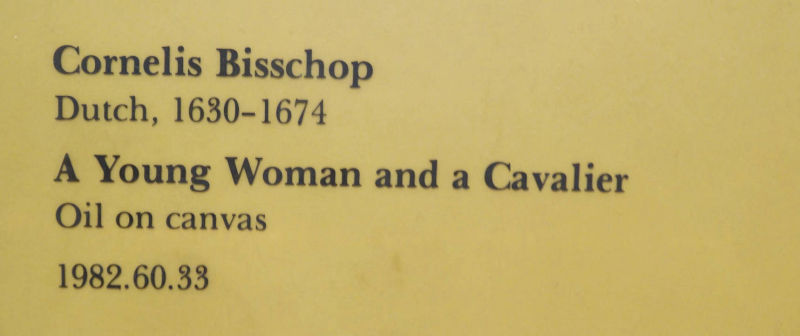 Cornelis Bisschop
Dutch, 1630–1674
A Young Woman and a Cavalier
Oil on canvas
1982.60.33